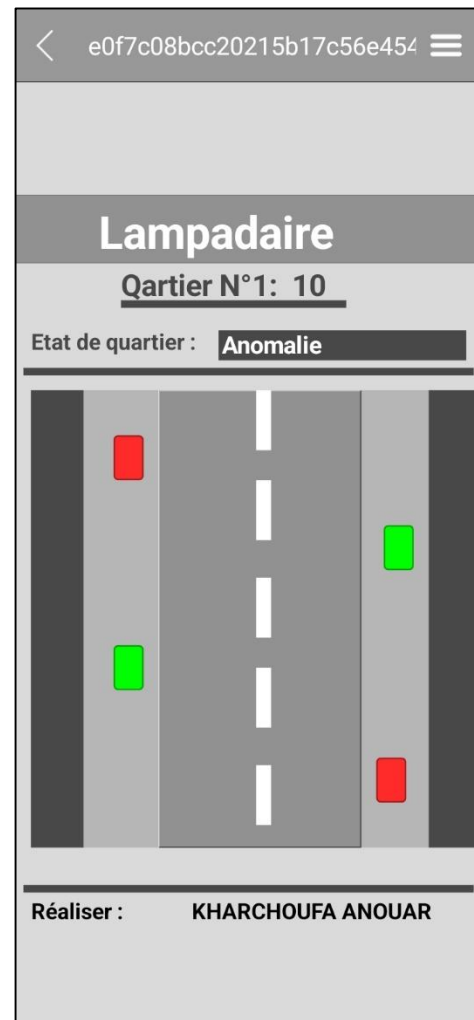 e0f7c08bcc20215b17c56e454
Lampadaire
Qartier N°1: 10
Etat de quartier : Anomalie
Réaliser : KHARCHOUFA ANOUAR